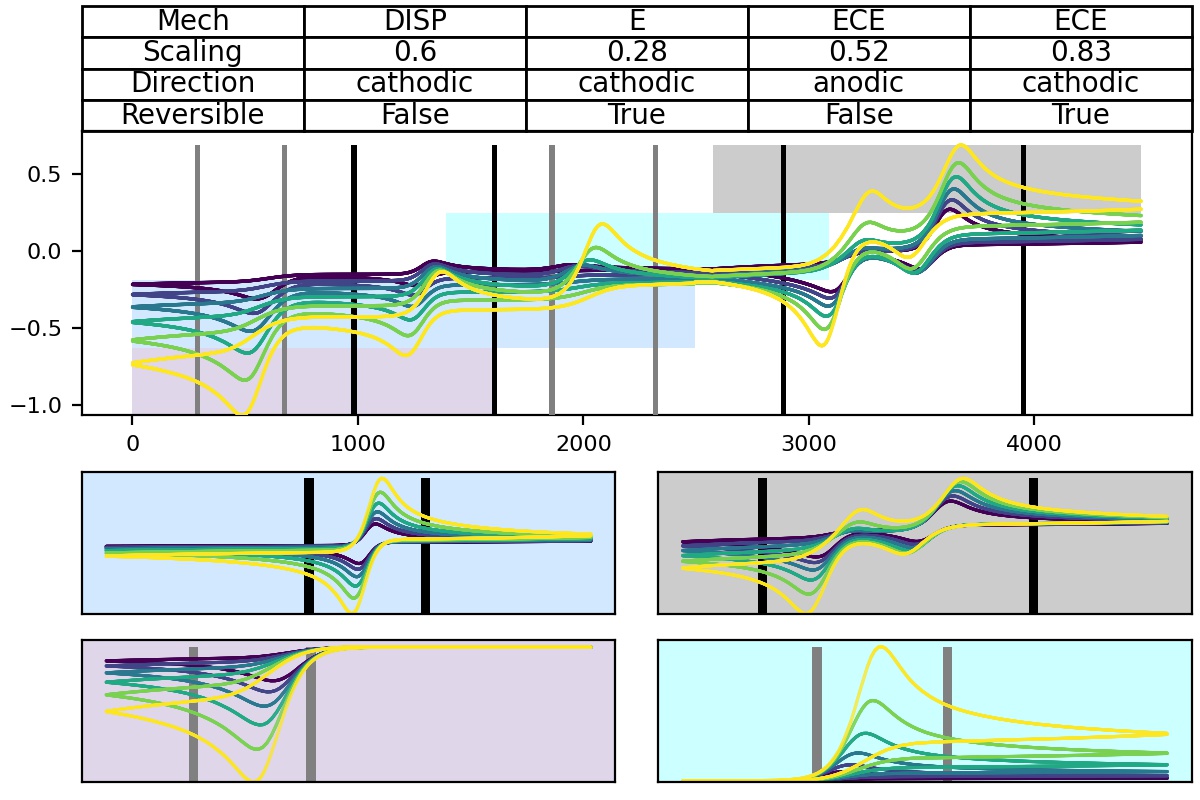 Mech DISP E ECE ECE
Scaling 0.6 0.28 0.52 0.83
Direction cathodic cathodic anodic cathodic
Reversible False True False True
0.5
0.0
−0.5
−1.0
0 1000 2000 3000 4000